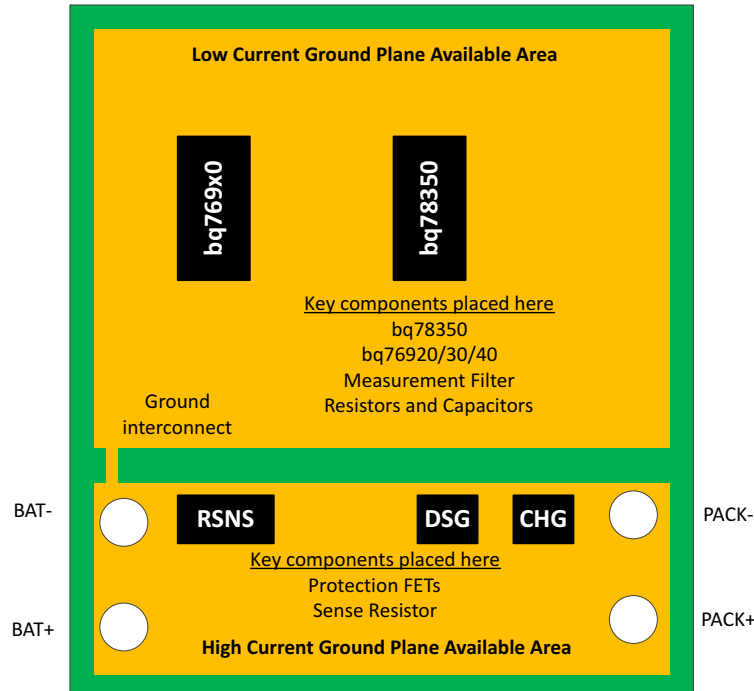 Low Current Ground Plane Available Area
bq769x0
bq78350
Key components placed here
bq78350
bq76920/30/40
Measurement Filter
Resistors and Capacitors
Ground
interconnect
BAT-
RSNS
DSG
CHG
PACK-
Key components placed here
Protection FETs
Sense Resistor
BAT+
PACK+
High Current Ground Plane Available Area